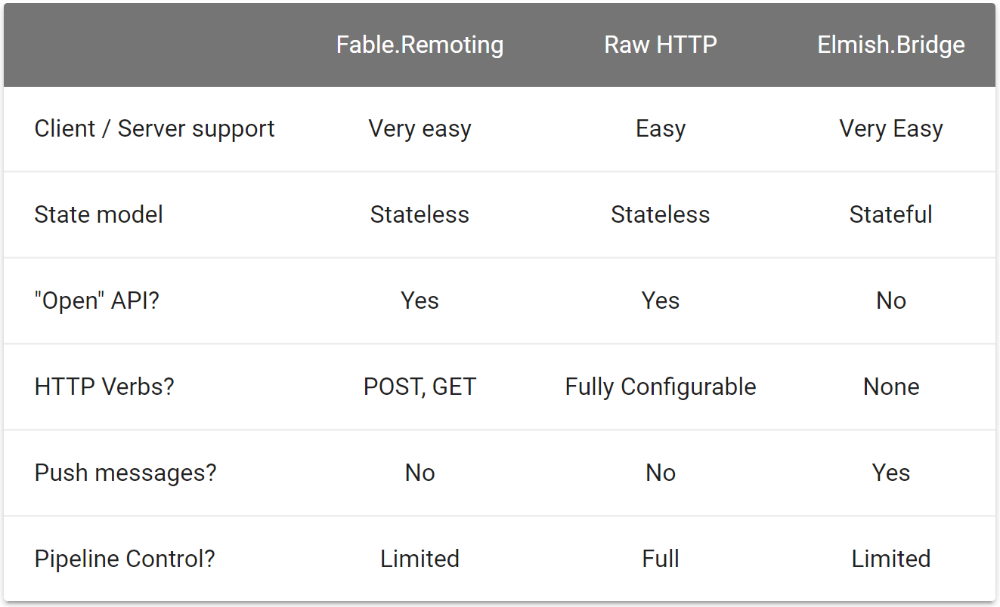 Fable.Remoting Raw HTTP Elmish.Bridge
Client / Server support Very easy Easy Very Easy
State model Stateless Stateless Stateful
"Open" API? Yes Yes No
HTTP Verbs? POST, GET Fully Configurable None
Push messages? No No Yes
Pipeline Control? Limited Full Limited